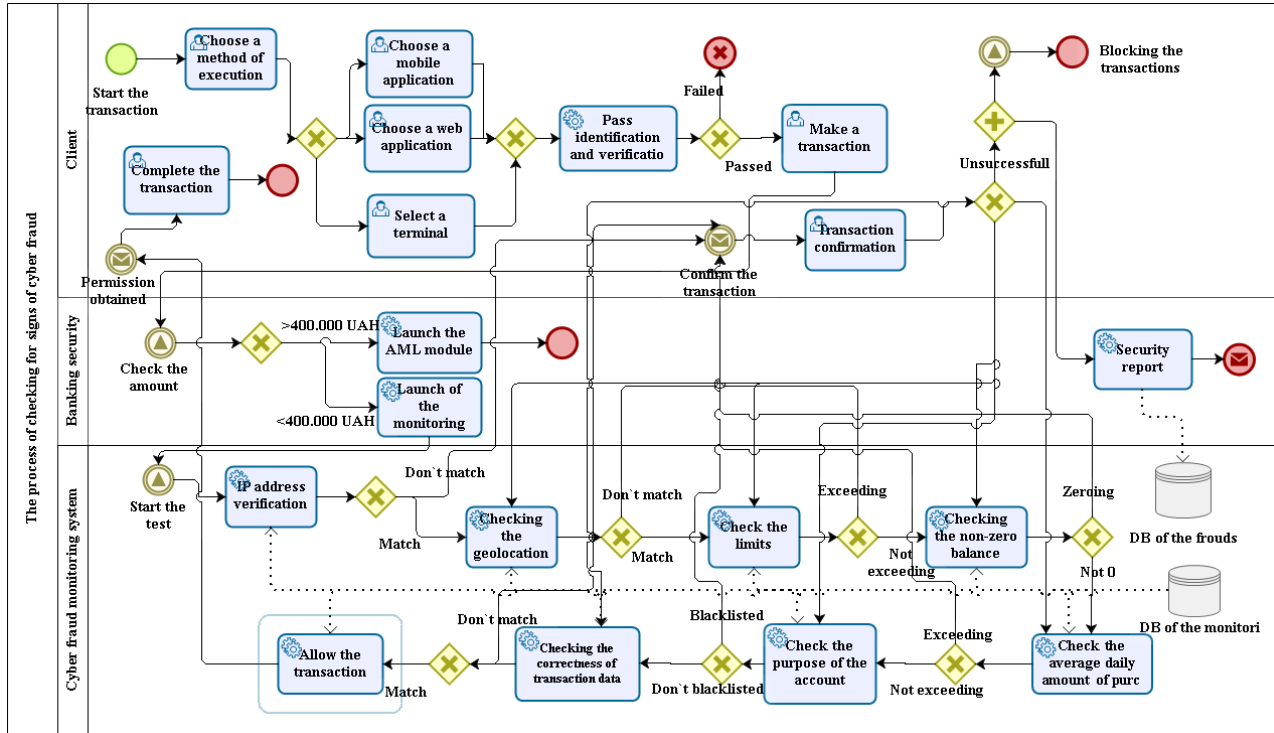 The process of checking for signs of cyber fraud
Client
Start the
transaction
Choose a
method of
execution
Choose a
mobile
application
Choose a web
application
Select a
terminal
Pass
identification
and verificatio
Failed
Passed
Make a
transaction
Blocking the
transactions
Unsuccessfull
Complete the
transaction
Permission
obtained
Confirm the
transaction
Transaction
confirmation
Banking security
Check the
amount
>400.000 UAH
Launch the
AML module
<400.000 UAH
Launch of
the
monitoring
Security
report
Cyber fraud monitoring system
Start the
test
IP address
verification
Don`t match
Match
Checking
the
geolocation
Don`t match
Match
Check the
limits
Exceeding
Not
exceeding
Checking
the non-zero
balance
Zeroing
Not 0
DB of the frouds
DB of the monitori
Allow the
transaction
Match
Don`t match
Checking the
correctness of
transaction data
Blacklisted
Don`t blacklisted
Check the
purpose of the
account
Exceeding
Not exceeding
Check the
average daily
amount of purc